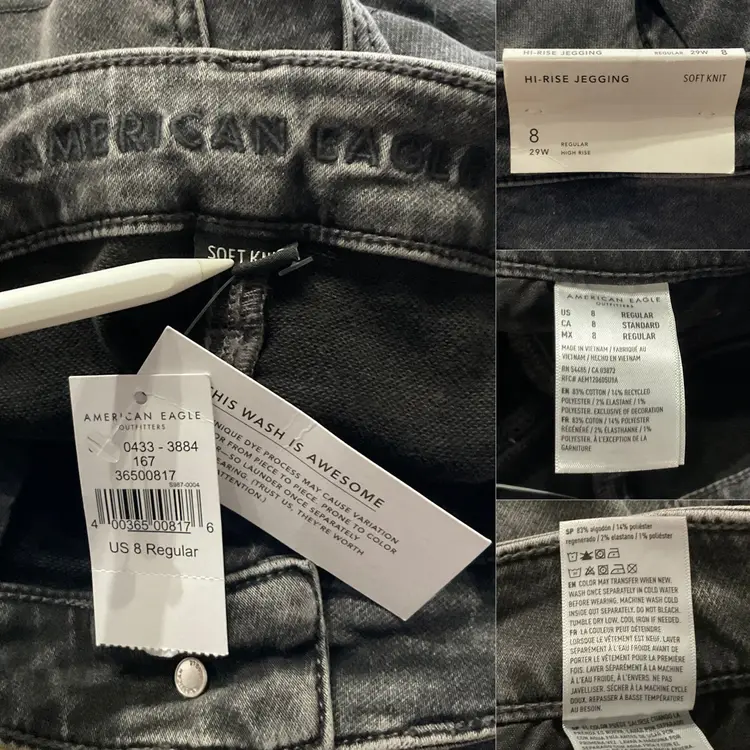 AMERICAN EAGLE
SOFT KNIT
AMERICAN EAGLE
OUTFITTERS
0433 - 3884
167
36500817
S987-0004
4 00365 00817 6
US 8 Regular
THIS WASH IS AWESOME
UNIQUE DYE PROCESS MAY CAUSE VARIATION
FROM PIECE TO PIECE. PRONE TO COLOR
SO LAUNDER ONCE SEPARATELY
WEARING. (TRUST US, THEY'RE WORTH
ATTENTION.)
HI-RISE JEGGING REGULAR 29W 8
HI-RISE JEGGING SOFT KNIT
8 REGULAR
29W HIGH RISE
AMERICAN EAGLE
OUTFITTERS
US 8 REGULAR
CA 8 STANDARD
MX 8 REGULAR
MADE IN VIETNAM / FABRIQUÉ AU
VIETNAM / HECHO EN VIETNAM
RN 54485 / CA 03872
EN 83% COTTON / 14% RECYCLED
POLYESTER / 2% ELASTANE / 1%
POLYESTER. EXCLUSIVE OF DECORATION
FR 83% COTON / 14% POLYESTER
RÉGÉNÉRÉ / 2% ÉLASTHANNE / 1%
POLYESTER. À L'EXCEPTION DE LA
GARNITURE
SP 83% algodón / 14% poliéster
regenerado / 2% elastano / 1% poliéster
EN COLOR MAY TRANSFER WHEN NEW.
WASH ONCE SEPARATELY IN COLD WATER
BEFORE WEARING. MACHINE WASH COLD
INSIDE OUT SEPARATELY. DO NOT BLEACH.
TUMBLE DRY LOW, COOL IRON IF NEEDED.
FR LA COULEUR PEUT DÉTEINDRE
LORSQUE LE VÊTEMENT EST NEUF. LAVER
SÉPARÉMENT À L'EAU FROIDE AVANT DE
PORTER LE VÊTEMENT POUR LA PREMIÈRE
FOIS. LAVER SÉPARÉMENT À LA MACHINE
À L'EAU FROIDE, À L'ENVERS. NE PAS
JAVELLISER. SÉCHER À LA MACHINE CYCLE
DOUX. REPASSER À BASSE TEMPÉRATURE
AU BESOIN.